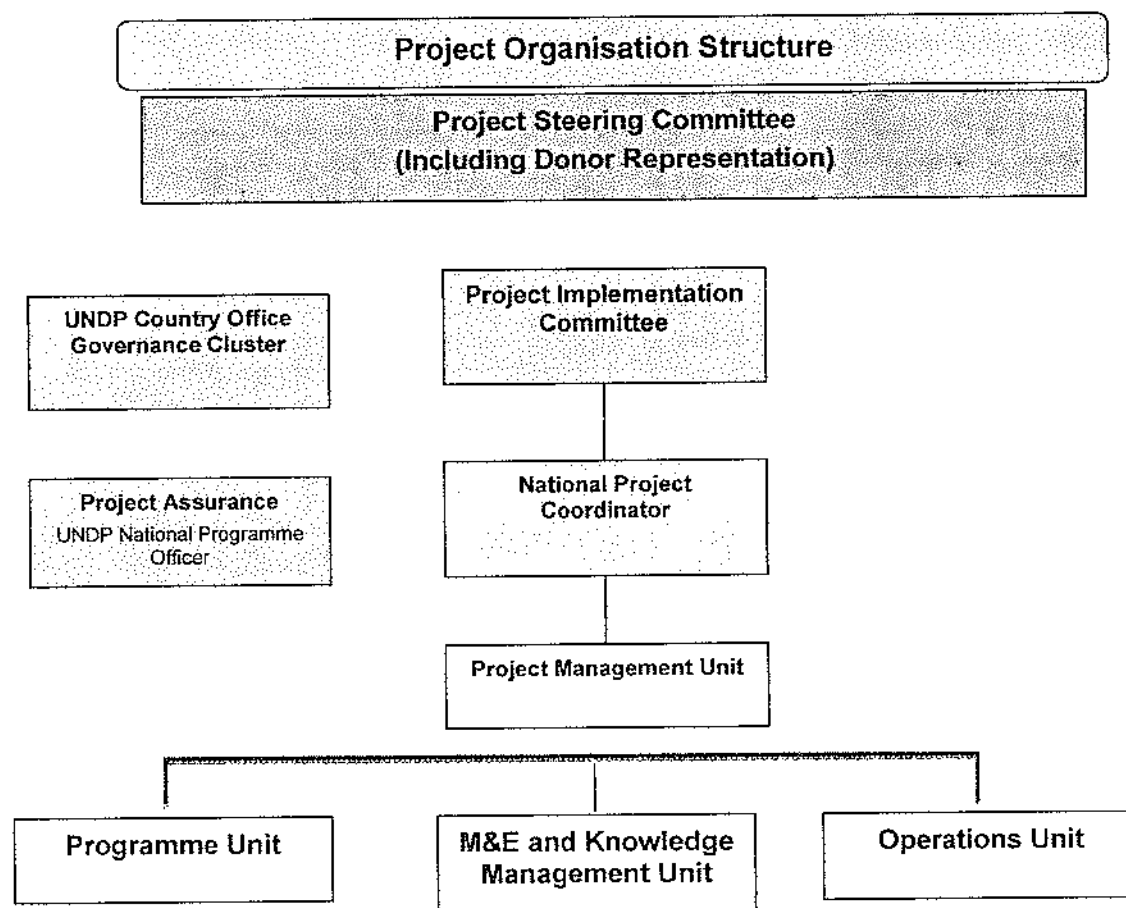 Project Organisation Structure
Project Steering Committee
(Including Donor Representation)
UNDP Country Office
Governance Cluster
Project Implementation
Committee
Project Assurance
UNDP National Programme
Officer
National Project
Coordinator
Project Management Unit
Programme Unit
M&E and Knowledge
Management Unit
Operations Unit